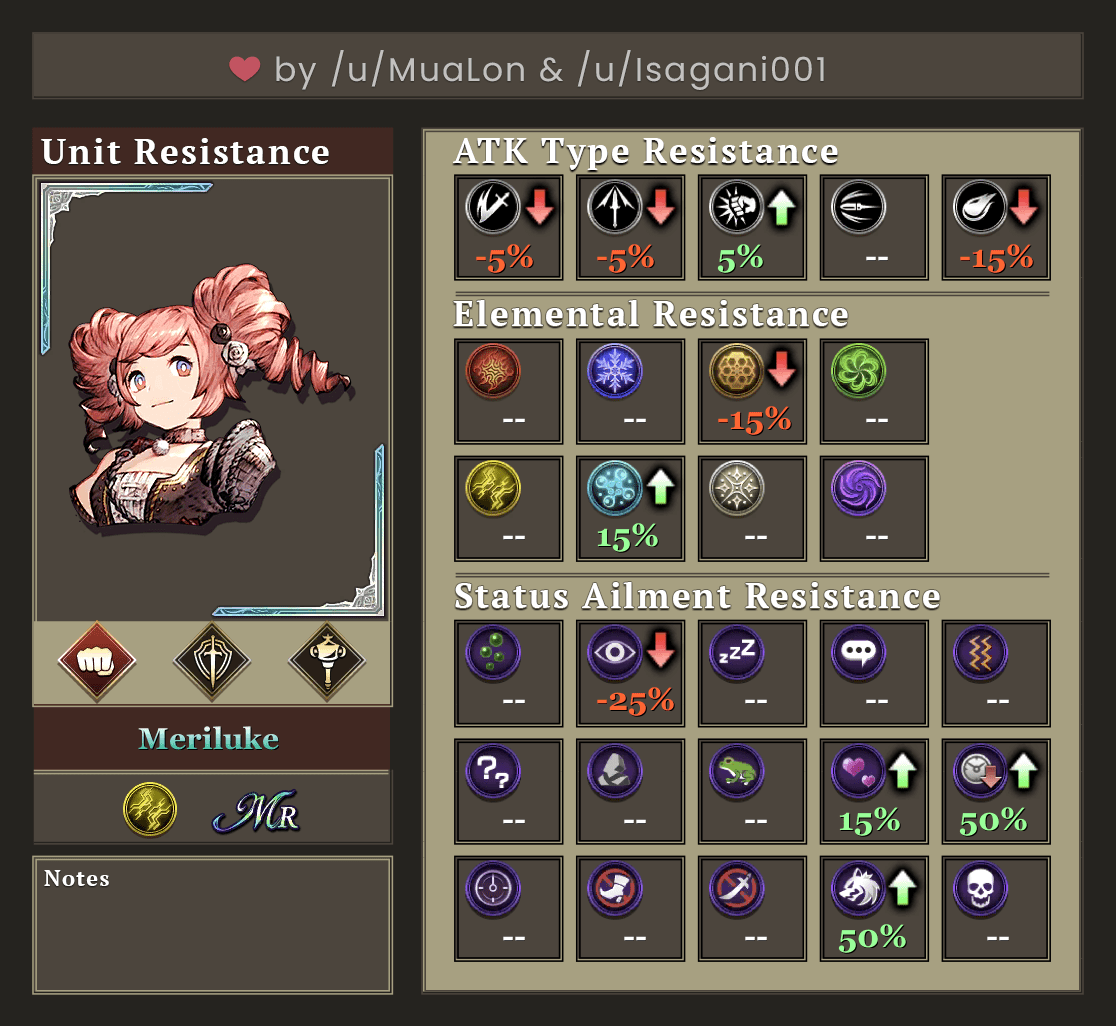 by /u/MuaLon & /u/Isagani001
Unit Resistance
Meriluke
MR
Notes
ATK Type Resistance
-5% -5% 5% -- -15%
Elemental Resistance
-- -- -15% --
-- 15% -- --
Status Ailment Resistance
zzZ
-- -25% -- -- --
??
-- -- -- 15% 50%
-- -- -- 50% --